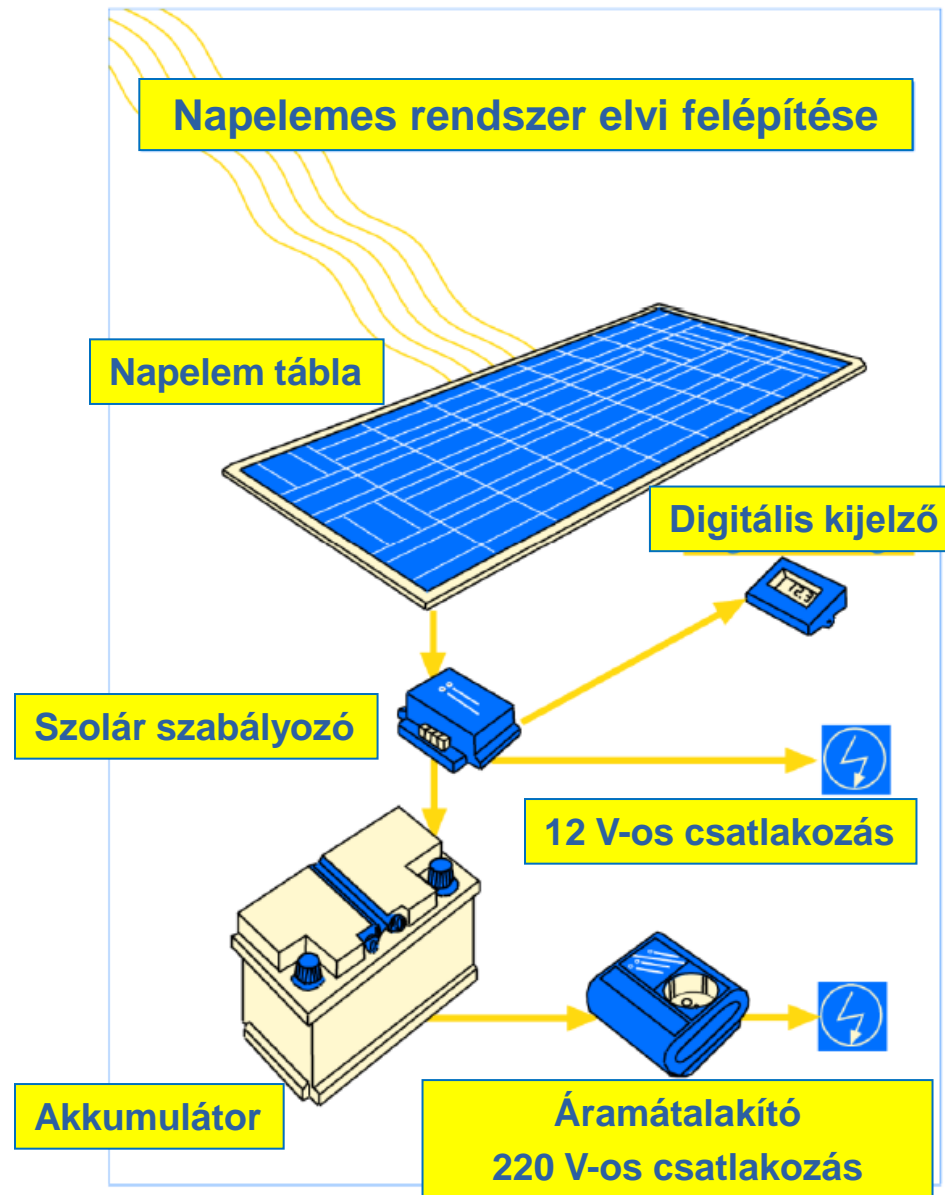 Napelemes rendszer elvi felépítése
Napelem tábla
Digitális kijelző
Szolár szabályozó
12 V-os csatlakozás
Akkumulátor
Áramátalakító
220 V-os csatlakozás